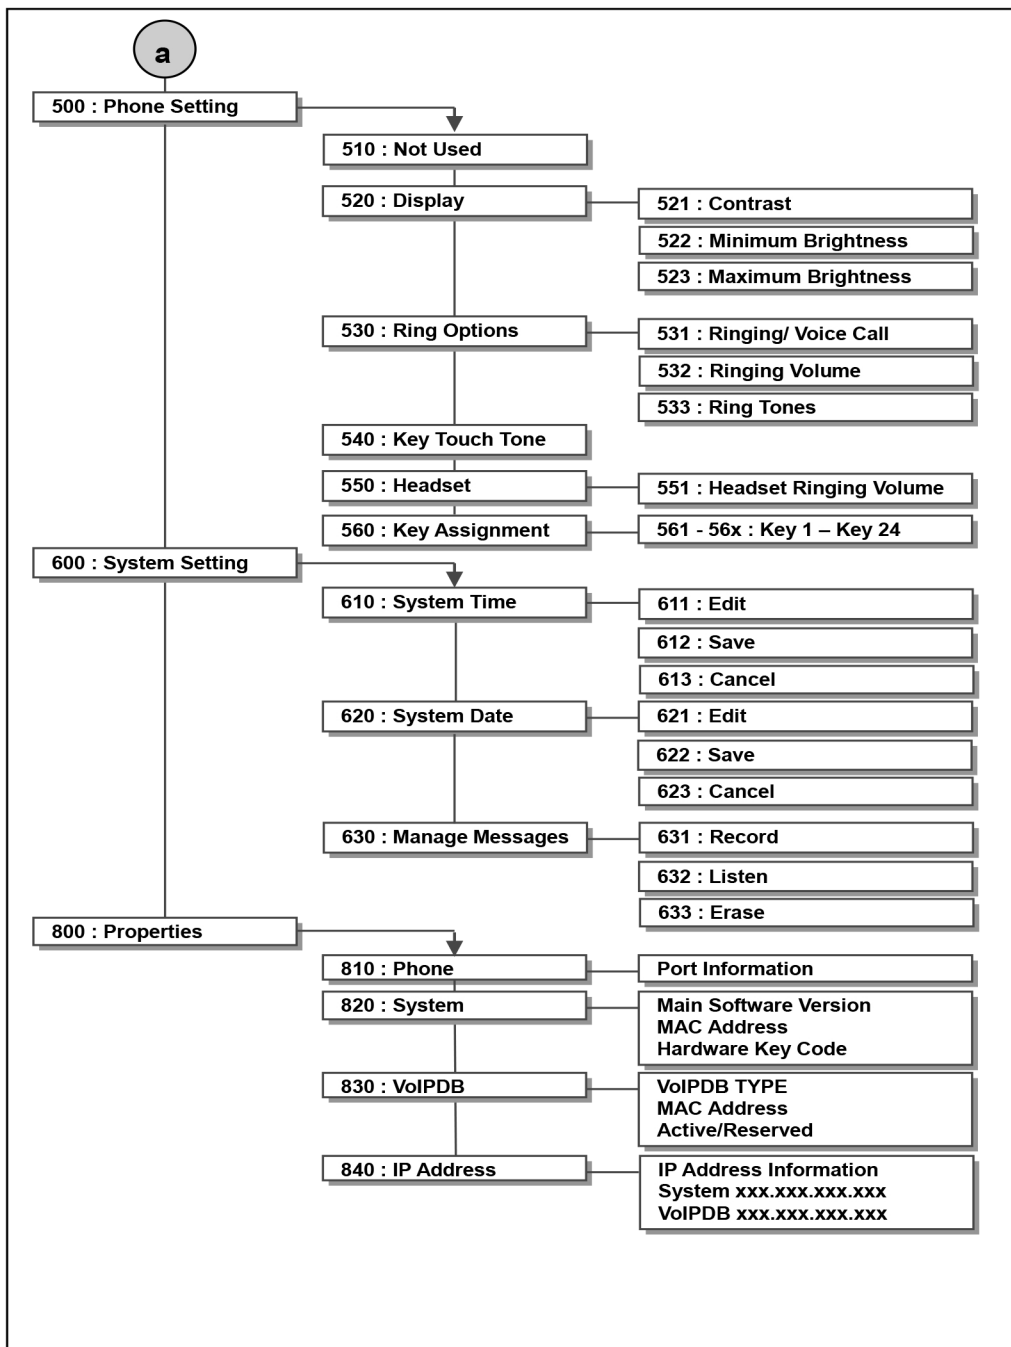 a
500 : Phone Setting
510 : Not Used
520 : Display
521 : Contrast
522 : Minimum Brightness
523 : Maximum Brightness
530 : Ring Options
531 : Ringing/ Voice Call
532 : Ringing Volume
533 : Ring Tones
540 : Key Touch Tone
550 : Headset
551 : Headset Ringing Volume
560 : Key Assignment
561 - 56x : Key 1 – Key 24
600 : System Setting
610 : System Time
611 : Edit
612 : Save
613 : Cancel
620 : System Date
621 : Edit
622 : Save
623 : Cancel
630 : Manage Messages
631 : Record
632 : Listen
633 : Erase
800 : Properties
810 : Phone
Port Information
820 : System
Main Software Version
MAC Address
Hardware Key Code
830 : VoIPDB
VoIPDB TYPE
MAC Address
Active/Reserved
840 : IP Address
IP Address Information
System xxx.xxx.xxx.xxx
VoIPDB xxx.xxx.xxx.xxx